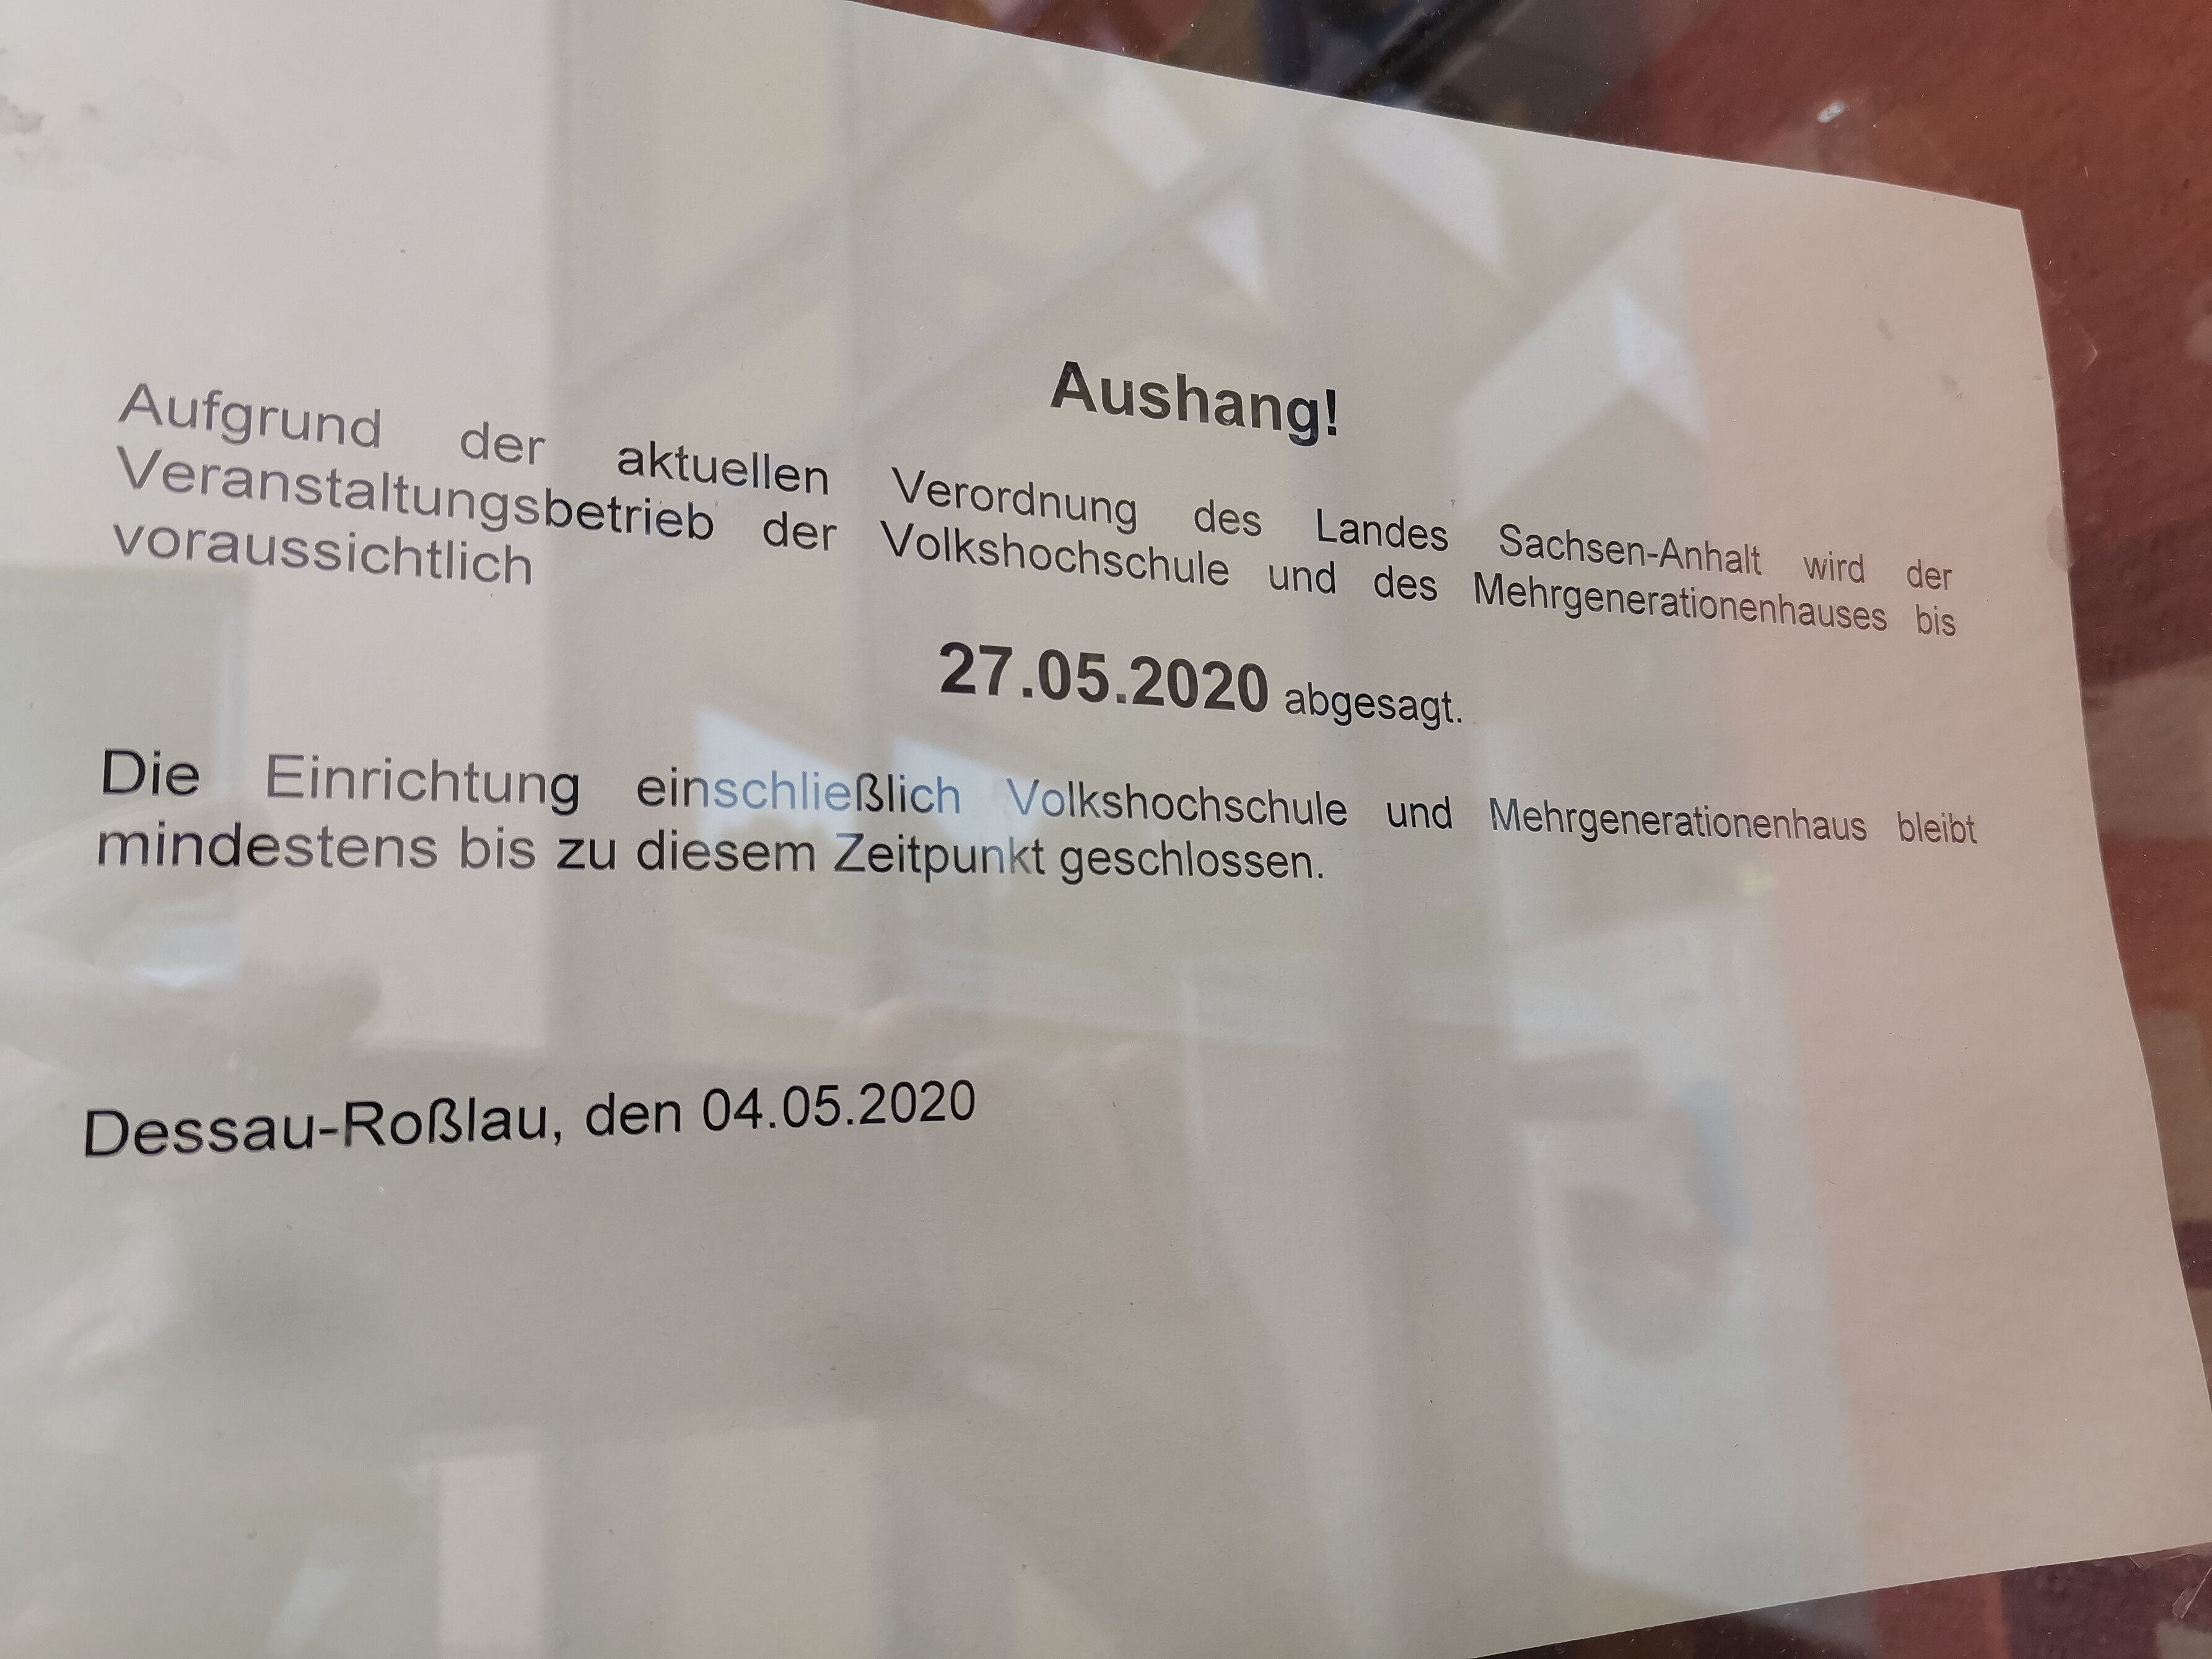 Aushang!
Aufgrund der aktuellen Verordnung des Landes Sachsen-Anhalt wird der
Veranstaltungsbetrieb der Volkshochschule und des Mehrgenerationenhauses bis
voraussichtlich
27.05.2020 abgesagt.
Die Einrichtung einschließlich Volkshochschule und Mehrgenerationenhaus bleibt
mindestens bis zu diesem Zeitpunkt geschlossen.
Dessau-Roßlau, den 04.05.2020